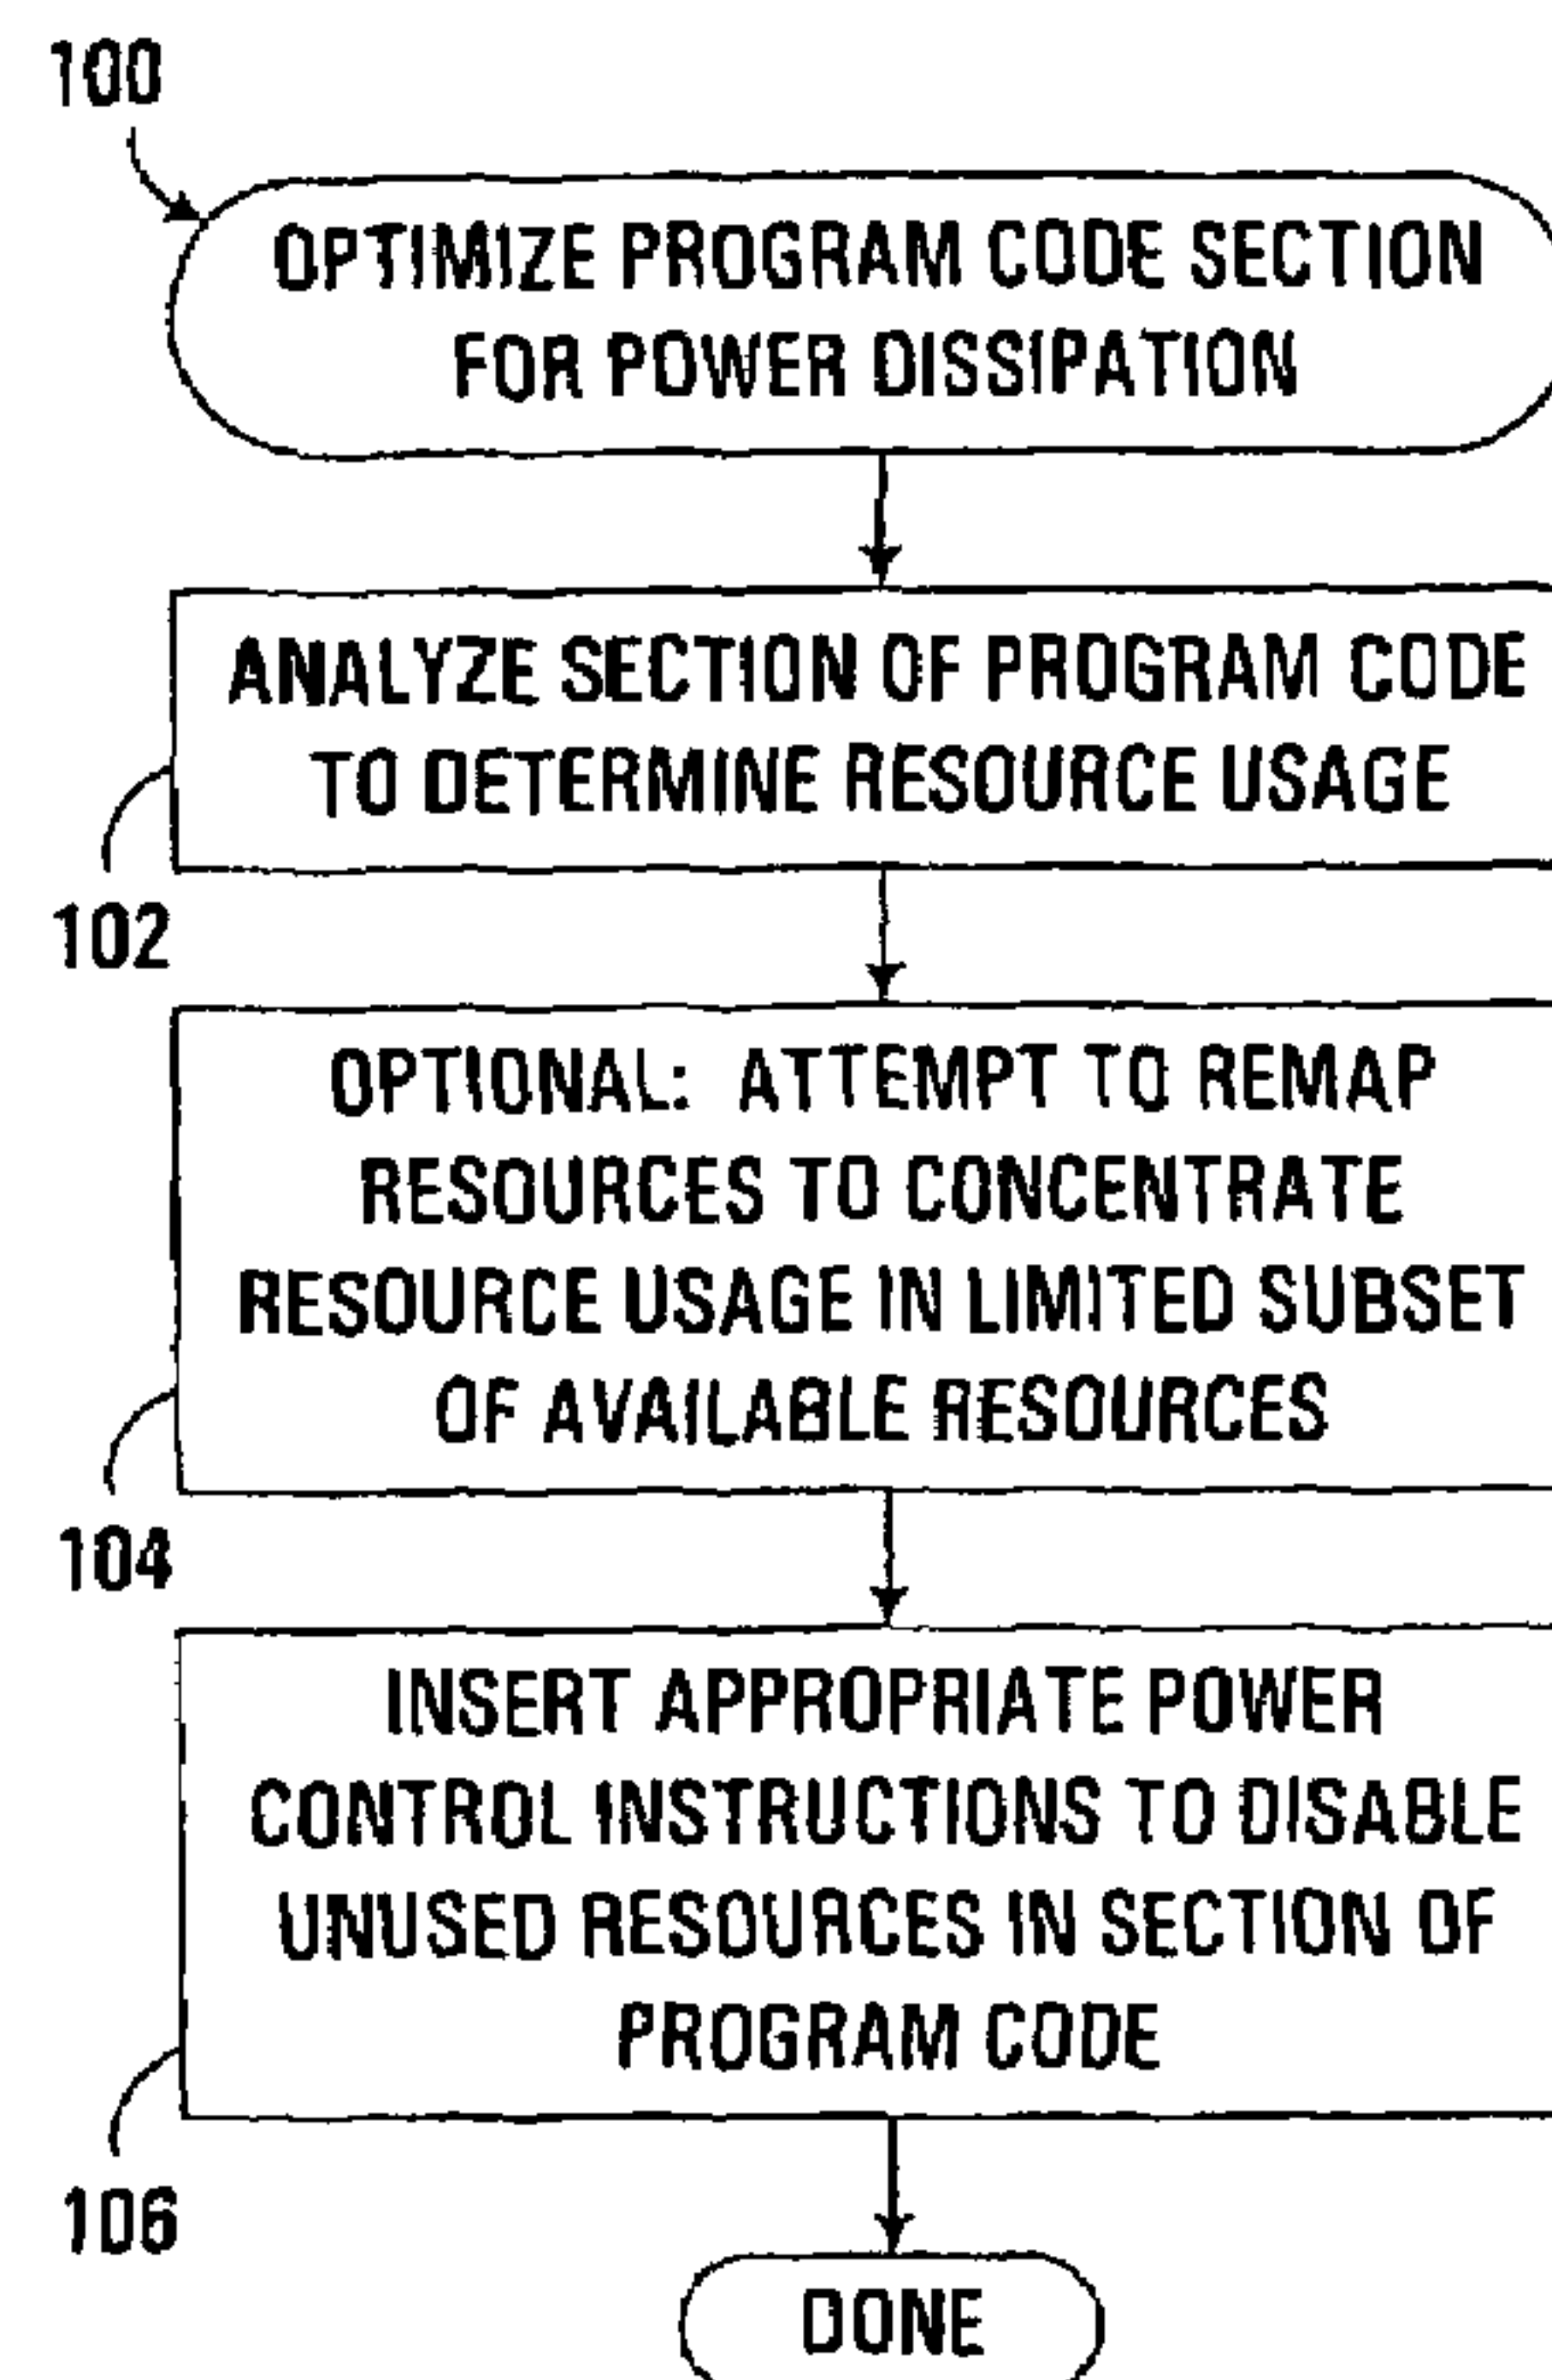 100
OPTIMIZE PROGRAM CODE SECTION
FOR POWER DISSIPATION
ANALYZE SECTION OF PROGRAM CODE
TO DETERMINE RESOURCE USAGE
102
OPTIONAL: ATTEMPT TO REMAP
RESOURCES TO CONCENTRATE
RESOURCE USAGE IN LIMITED SUBSET
OF AVAILABLE RESOURCES
104
INSERT APPROPRIATE POWER
CONTROL INSTRUCTIONS TO DISABLE
UNUSED RESOURCES IN SECTION OF
PROGRAM CODE
106
DONE